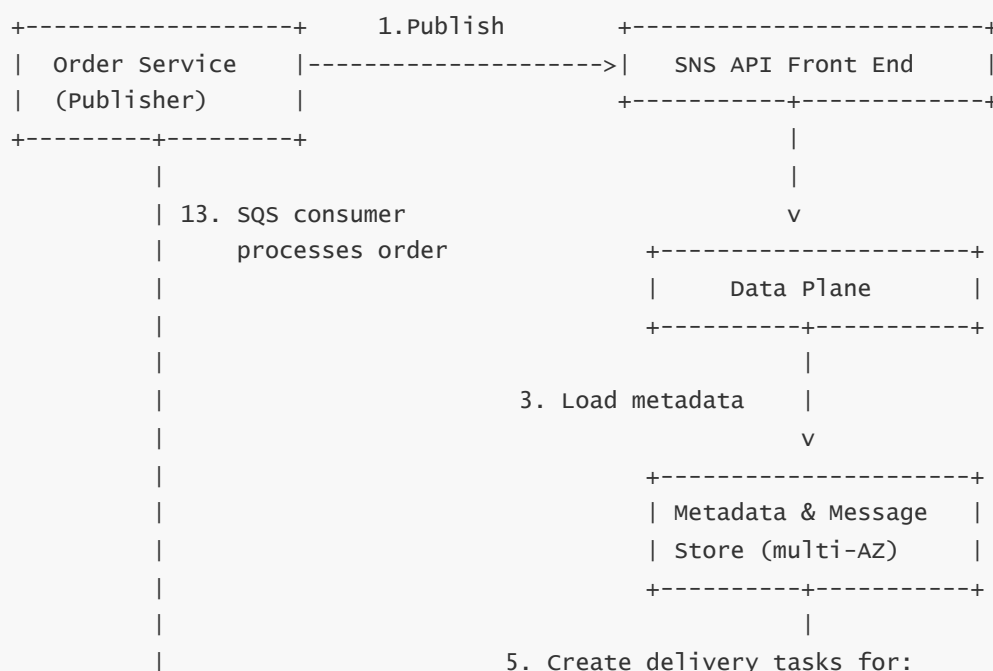 +-------------------+     1.Publish        +-------------------------+
|  Order Service    |--------------------->|   SNS API Front End     |
|  (Publisher)      |                      +-----------+-------------+
+---------+---------+                                  |
          |                                            |
          | 13. SQS consumer                           v
          |     processes order              +----------------------+
          |                                  |     Data Plane       |
          |                                  +----------+-----------+
          |                                             |
          |                         3. Load metadata    |
          |                                             v
          |                                  +----------------------+
          |                                  | Metadata & Message   |
          |                                  | Store (multi-AZ)     |
          |                                  +----------+-----------+
          |                                             |
          |                        5. Create delivery tasks for: